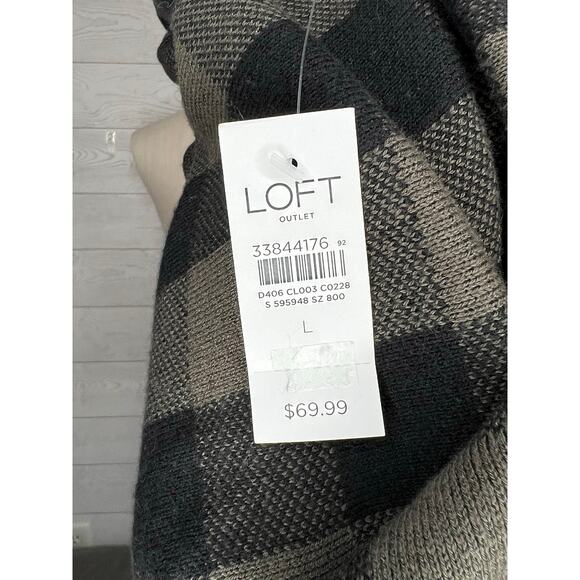 LOFT
OUTLET
33844176 92
D406 CL003 C0228
S 595948 SZ 800
L
$69.99